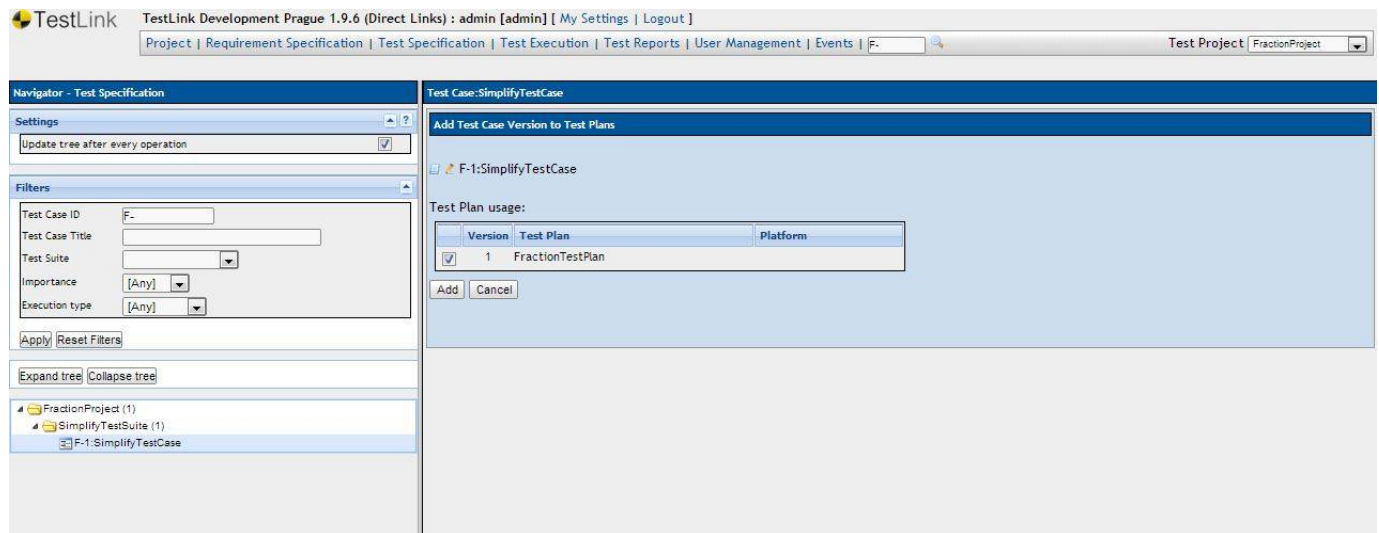 TestLink
TestLink Development Prague 1.9.6 (Direct Links) : admin [admin] [ My Settings | Logout ]
Project | Requirement Specification | Test Specification | Test Execution | Test Reports | User Management | Events | F-
Test Project FractionProject
Navigator - Test Specification
Settings ?
Update tree after every operation
Filters
Test Case ID F-
Test Case Title
Test Suite
Importance [Any]
Execution type [Any]
Apply Reset Filters
Expand tree Collapse tree
FractionProject (1)
SimplifyTestSuite (1)
F-1:SimplifyTestCase
Test Case:SimplifyTestCase
Add Test Case Version to Test Plans
F-1:SimplifyTestCase
Test Plan usage:
Version Test Plan Platform
1 FractionTestPlan
Add Cancel